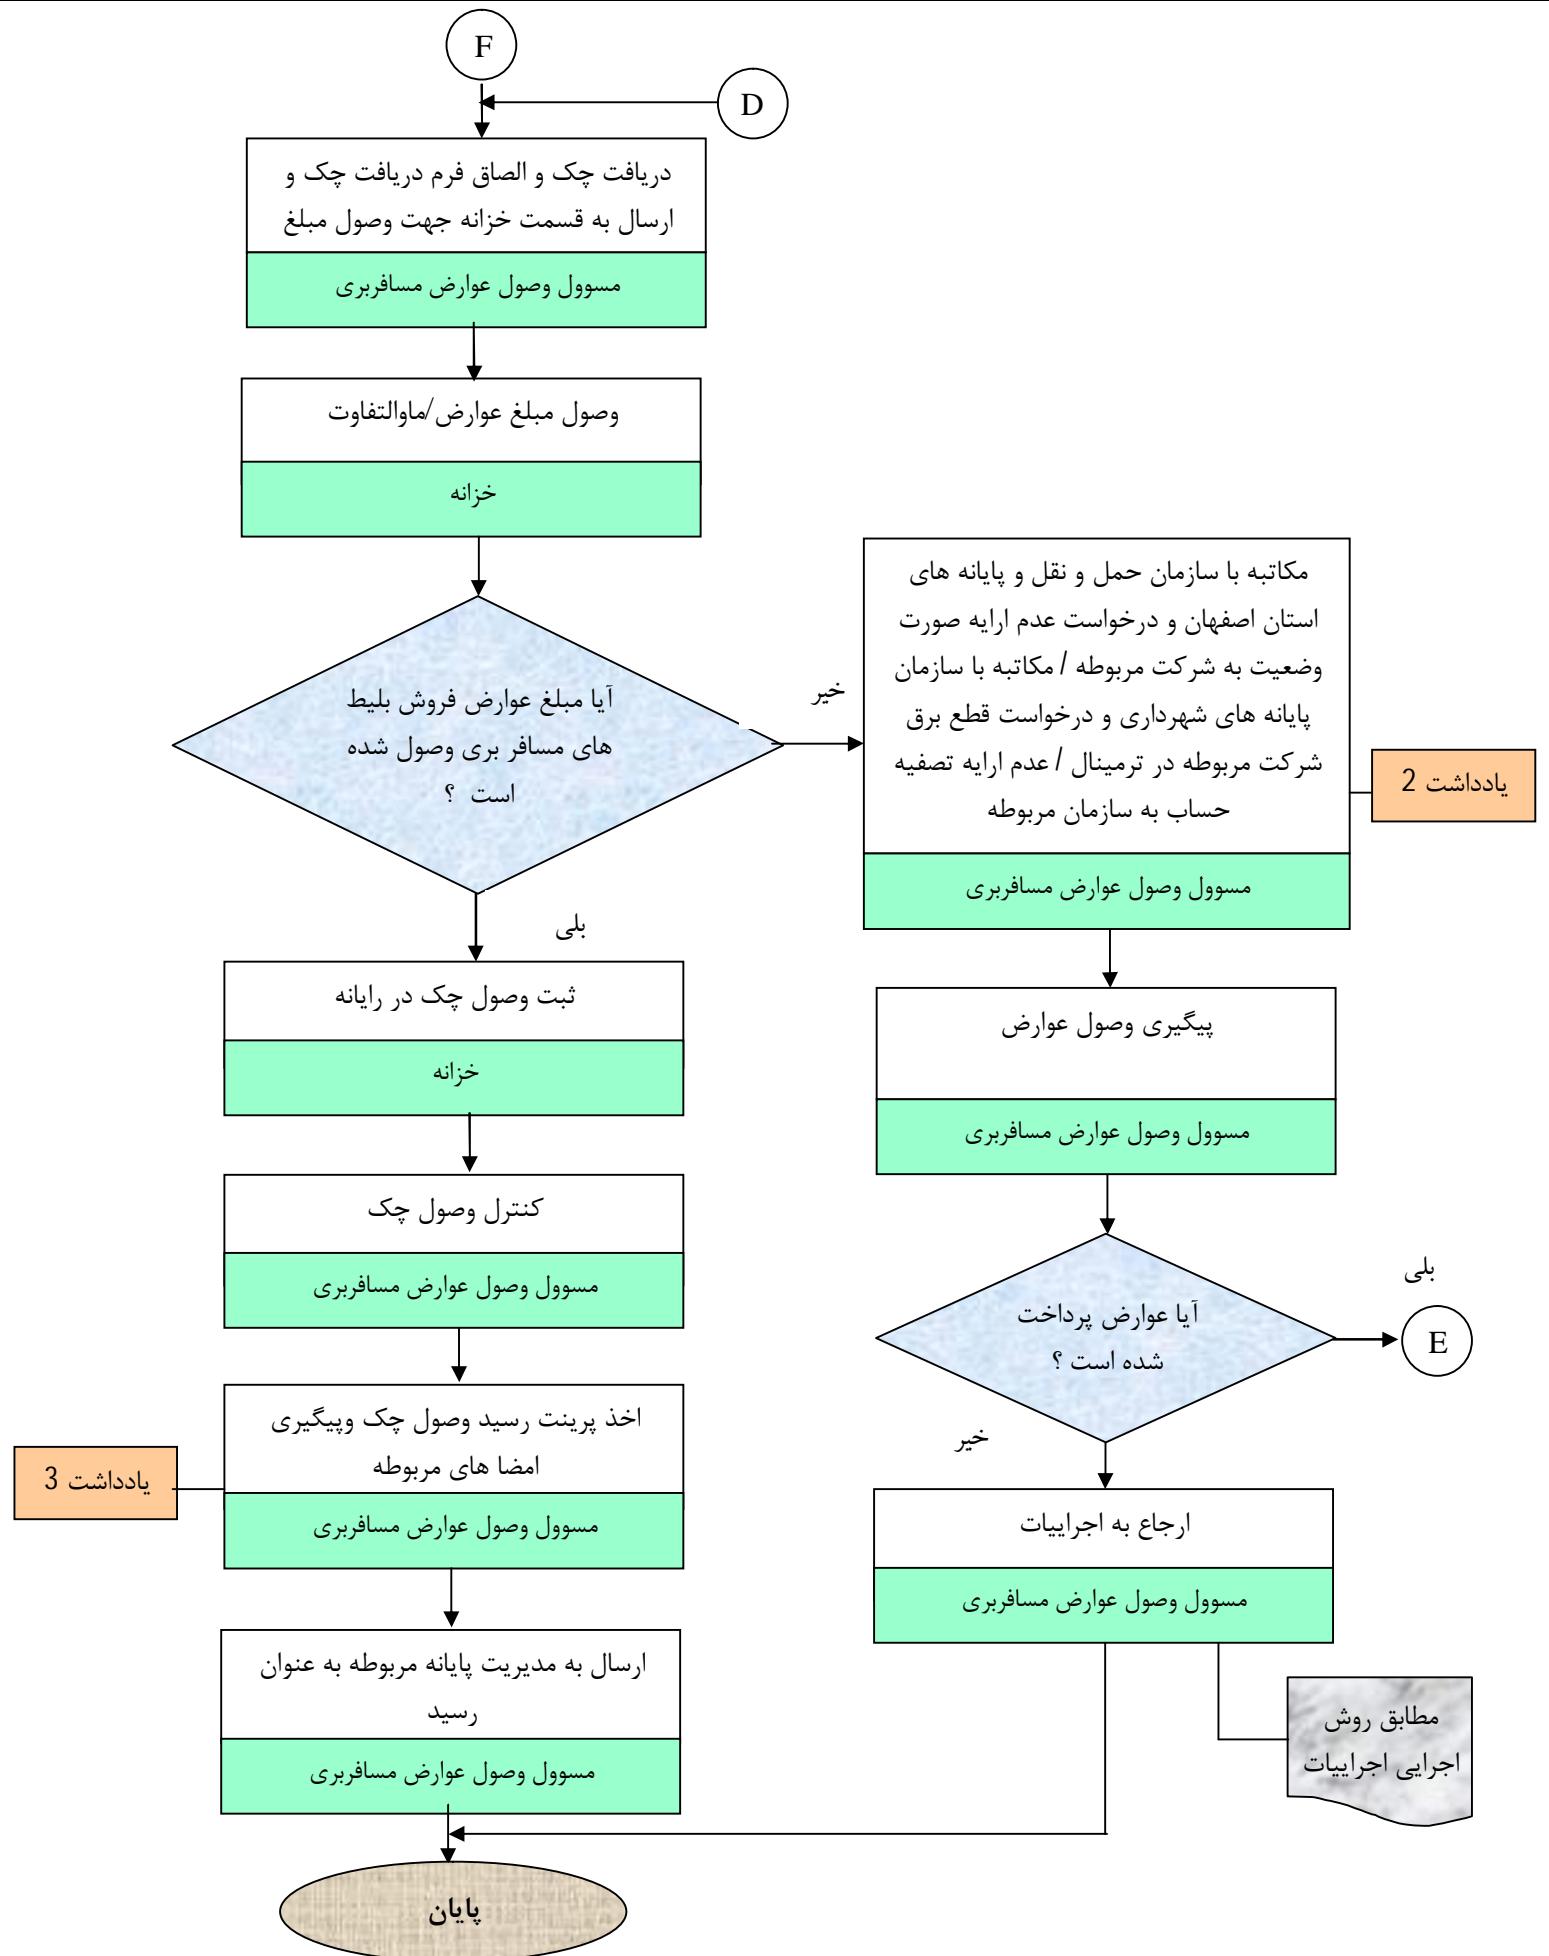 F
D
دریافت چک و الصاق فرم دریافت چک و
ارسال به قسمت خزانه جهت وصول مبلغ
مسوول وصول عوارض مسافربری
وصول مبلغ عوارض/ماوالتفاوت
خزانه
آیا مبلغ عوارض فروش بلیط
های مسافر بری وصول شده
است ؟
خیر
مکاتبه با سازمان حمل و نقل و پایانه های
استان اصفهان و درخواست عدم ارایه صورت
وضعیت به شرکت مربوطه / مکاتبه با سازمان
پایانه های شهرداری و درخواست قطع برق
شرکت مربوطه در ترمینال / عدم ارایه تصفیه
حساب به سازمان مربوطه
مسوول وصول عوارض مسافربری
یادداشت 2
بلی
ثبت وصول چک در رایانه
خزانه
پیگیری وصول عوارض
مسوول وصول عوارض مسافربری
کنترل وصول چک
مسوول وصول عوارض مسافربری
آیا عوارض پرداخت
شده است ؟
بلی
E
خیر
اخذ پرینت رسید وصول چک وپیگیری
امضا های مربوطه
مسوول وصول عوارض مسافربری
یادداشت 3
ارجاع به اجراییات
مسوول وصول عوارض مسافربری
ارسال به مدیریت پایانه مربوطه به عنوان
رسید
مسوول وصول عوارض مسافربری
مطابق روش
اجرایی اجراییات
پایان